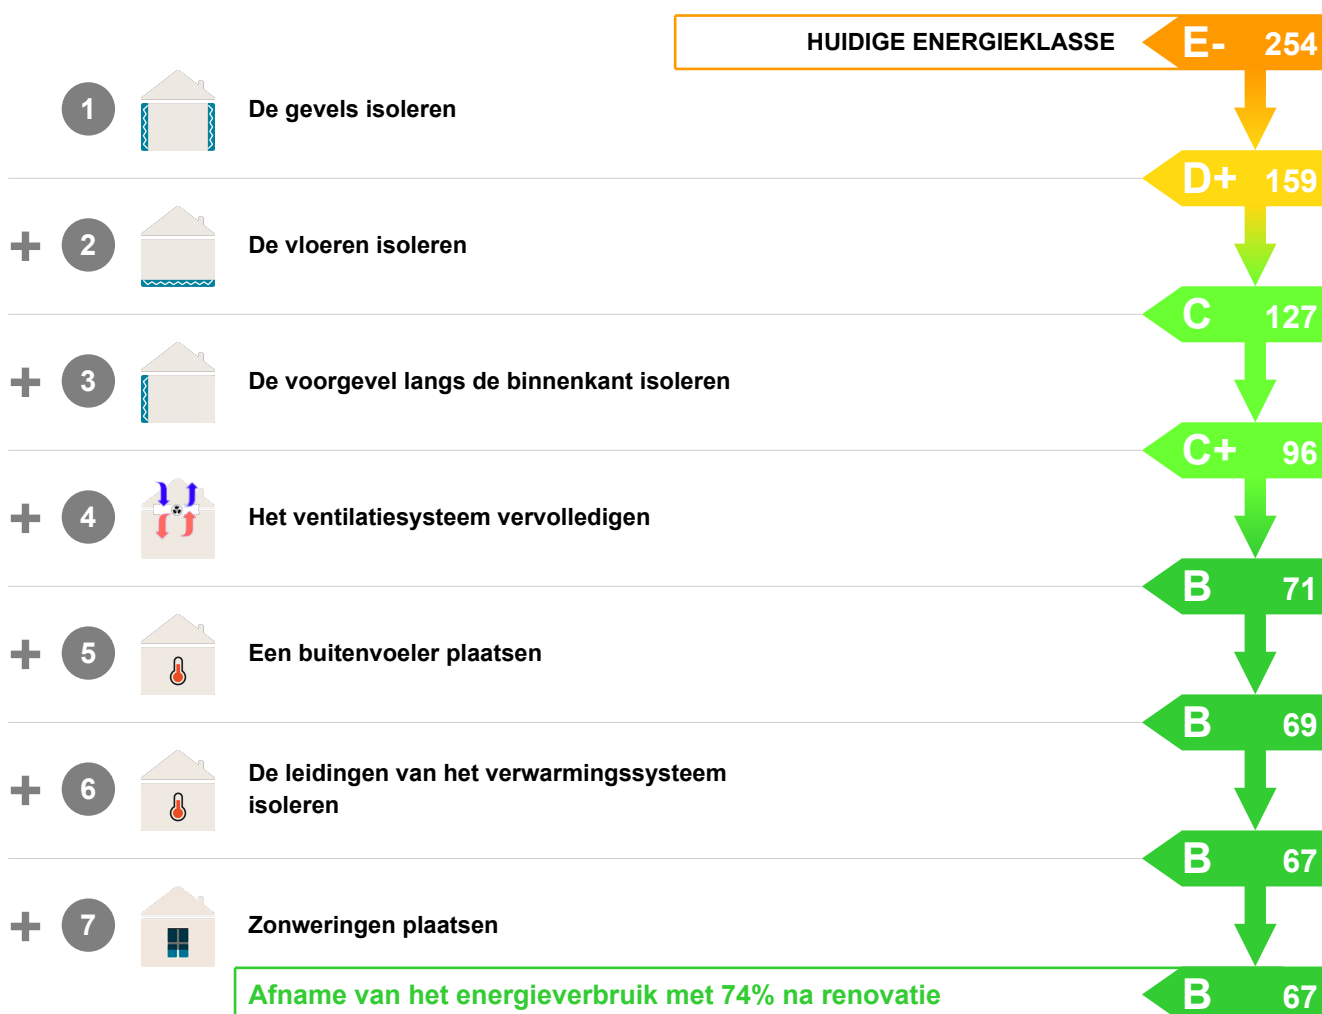 HUIDIGE ENERGIEKLASSE E- 254
1 De gevels isoleren
D+ 159
+ 2 De vloeren isoleren
C 127
+ 3 De voorgevel langs de binnenkant isoleren
C+ 96
+ 4 Het ventilatiesysteem vervolledigen
B 71
+ 5 Een buitenvoeler plaatsen
B 69
+ 6 De leidingen van het verwarmingssysteem
isoleren
B 67
+ 7 Zonweringen plaatsen
Afname van het energieverbruik met 74% na renovatie B 67